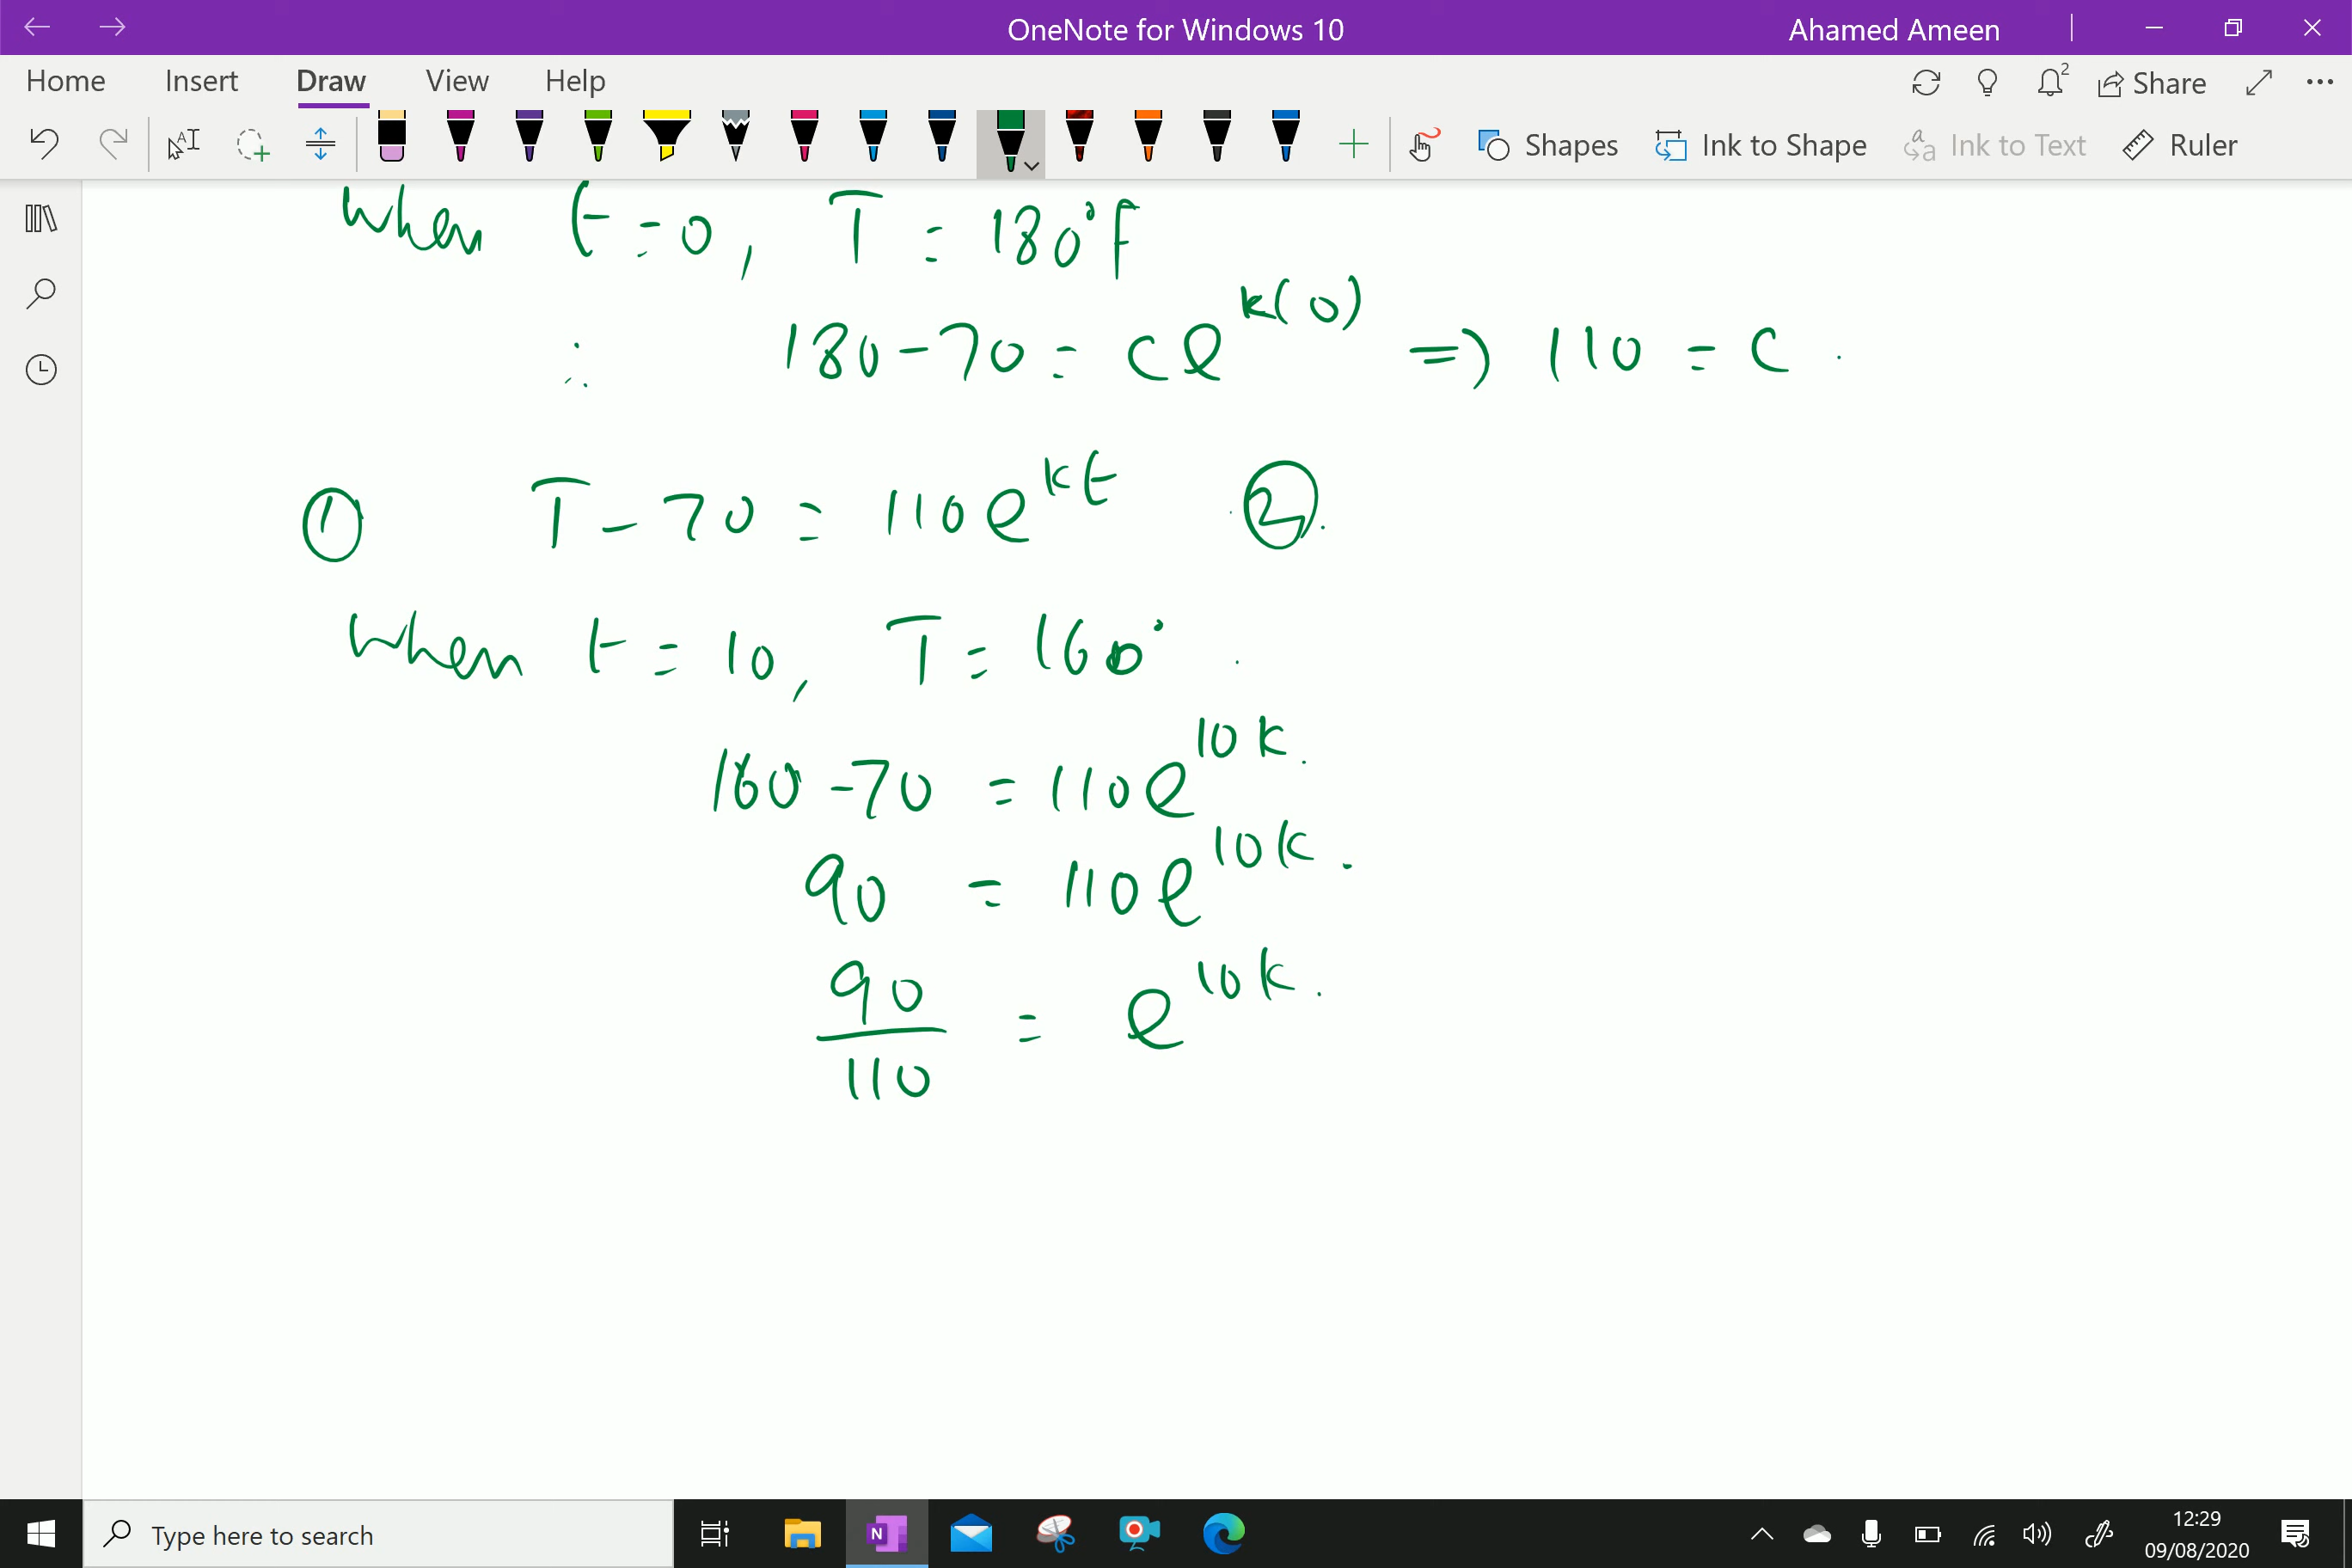 OneNote for Windows 10
Ahamed Ameen
Home Insert Draw View Help
2
Share
Shapes Ink to Shape Ink to Text Ruler
When t=0, T = 180°F
∴ 180-70 = Ce^k(0) => 110 = C.
① T-70 = 110e^kt ②.
When t=10, T = 160°.
160-70 = 110e^10k.
90 = 110e^10k.
90/110 = e^10k.
Type here to search
N
12:29
09/08/2020